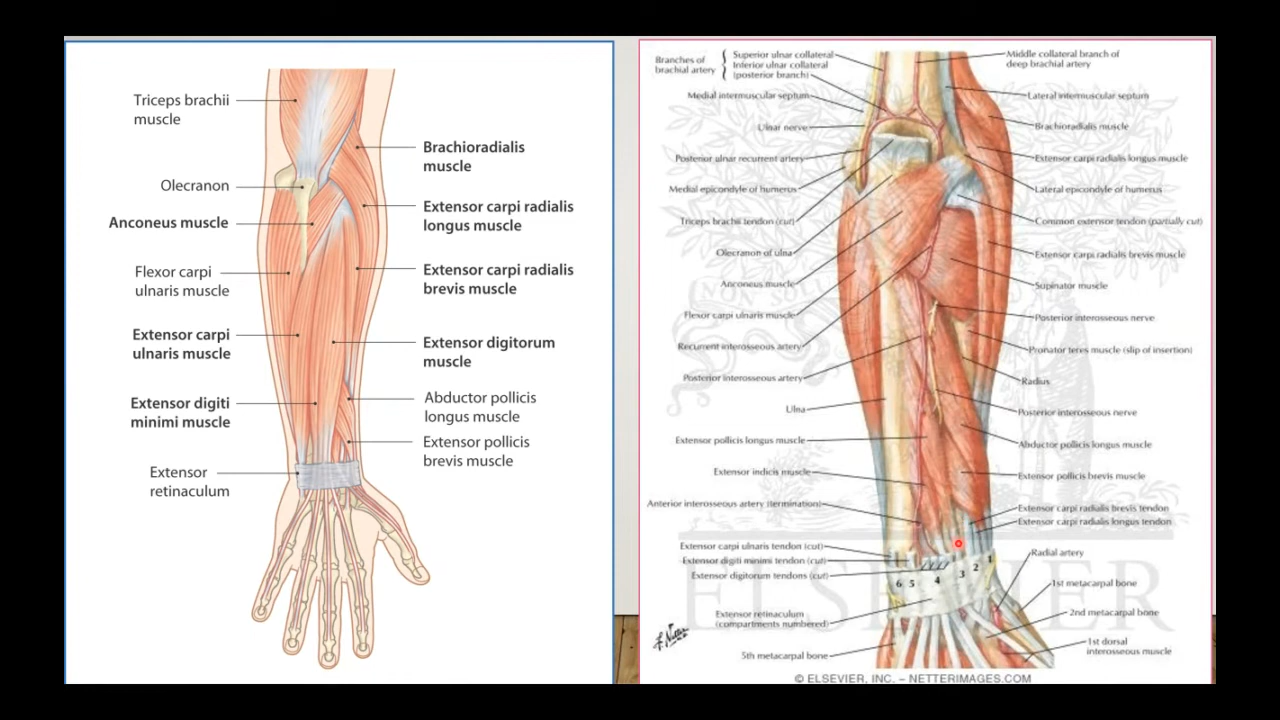 Triceps brachii
muscle
Olecranon
Anconeus muscle
Flexor carpi
ulnaris muscle
Extensor carpi
ulnaris muscle
Extensor digiti
minimi muscle
Extensor
retinaculum
Brachioradialis
muscle
Extensor carpi radialis
longus muscle
Extensor carpi radialis
brevis muscle
Extensor digitorum
muscle
Abductor pollicis
longus muscle
Extensor pollicis
brevis muscle
Branches of
brachial artery
Superior ulnar collateral
Inferior ulnar collateral
(posterior branch)
Medial intermuscular septum
Ulnar nerve
Posterior ulnar recurrent artery
Medial epicondyle of humerus
Triceps brachii tendon (cut)
Olecranon of ulna
Anconeus muscle
Flexor carpi ulnaris muscle
Recurrent interosseous artery
Posterior interosseous artery
Ulna
Extensor pollicis longus muscle
Extensor indicis muscle
Anterior interosseous artery (termination)
Extensor carpi ulnaris tendon (cut)
Extensor digiti minimi tendon (cut)
Extensor digitorum tendons (cut)
Extensor retinaculum
(compartments numbered)
5th metacarpal bone
Middle collateral branch of
deep brachial artery
Lateral intermuscular septum
Brachioradialis muscle
Extensor carpi radialis longus muscle
Lateral epicondyle of humerus
Common extensor tendon (partially cut)
Extensor carpi radialis brevis muscle
Supinator muscle
Posterior interosseous nerve
Pronator teres muscle (slip of insertion)
Radius
Posterior interosseous nerve
Abductor pollicis longus muscle
Extensor pollicis brevis muscle
Extensor carpi radialis brevis tendon
Extensor carpi radialis longus tendon
Radial artery
1st metacarpal bone
2nd metacarpal bone
1st dorsal
interosseous muscle
6 5 4 3 2 1
ELSEVIER
F. Netter
© ELSEVIER, INC. – NETTERIMAGES.COM